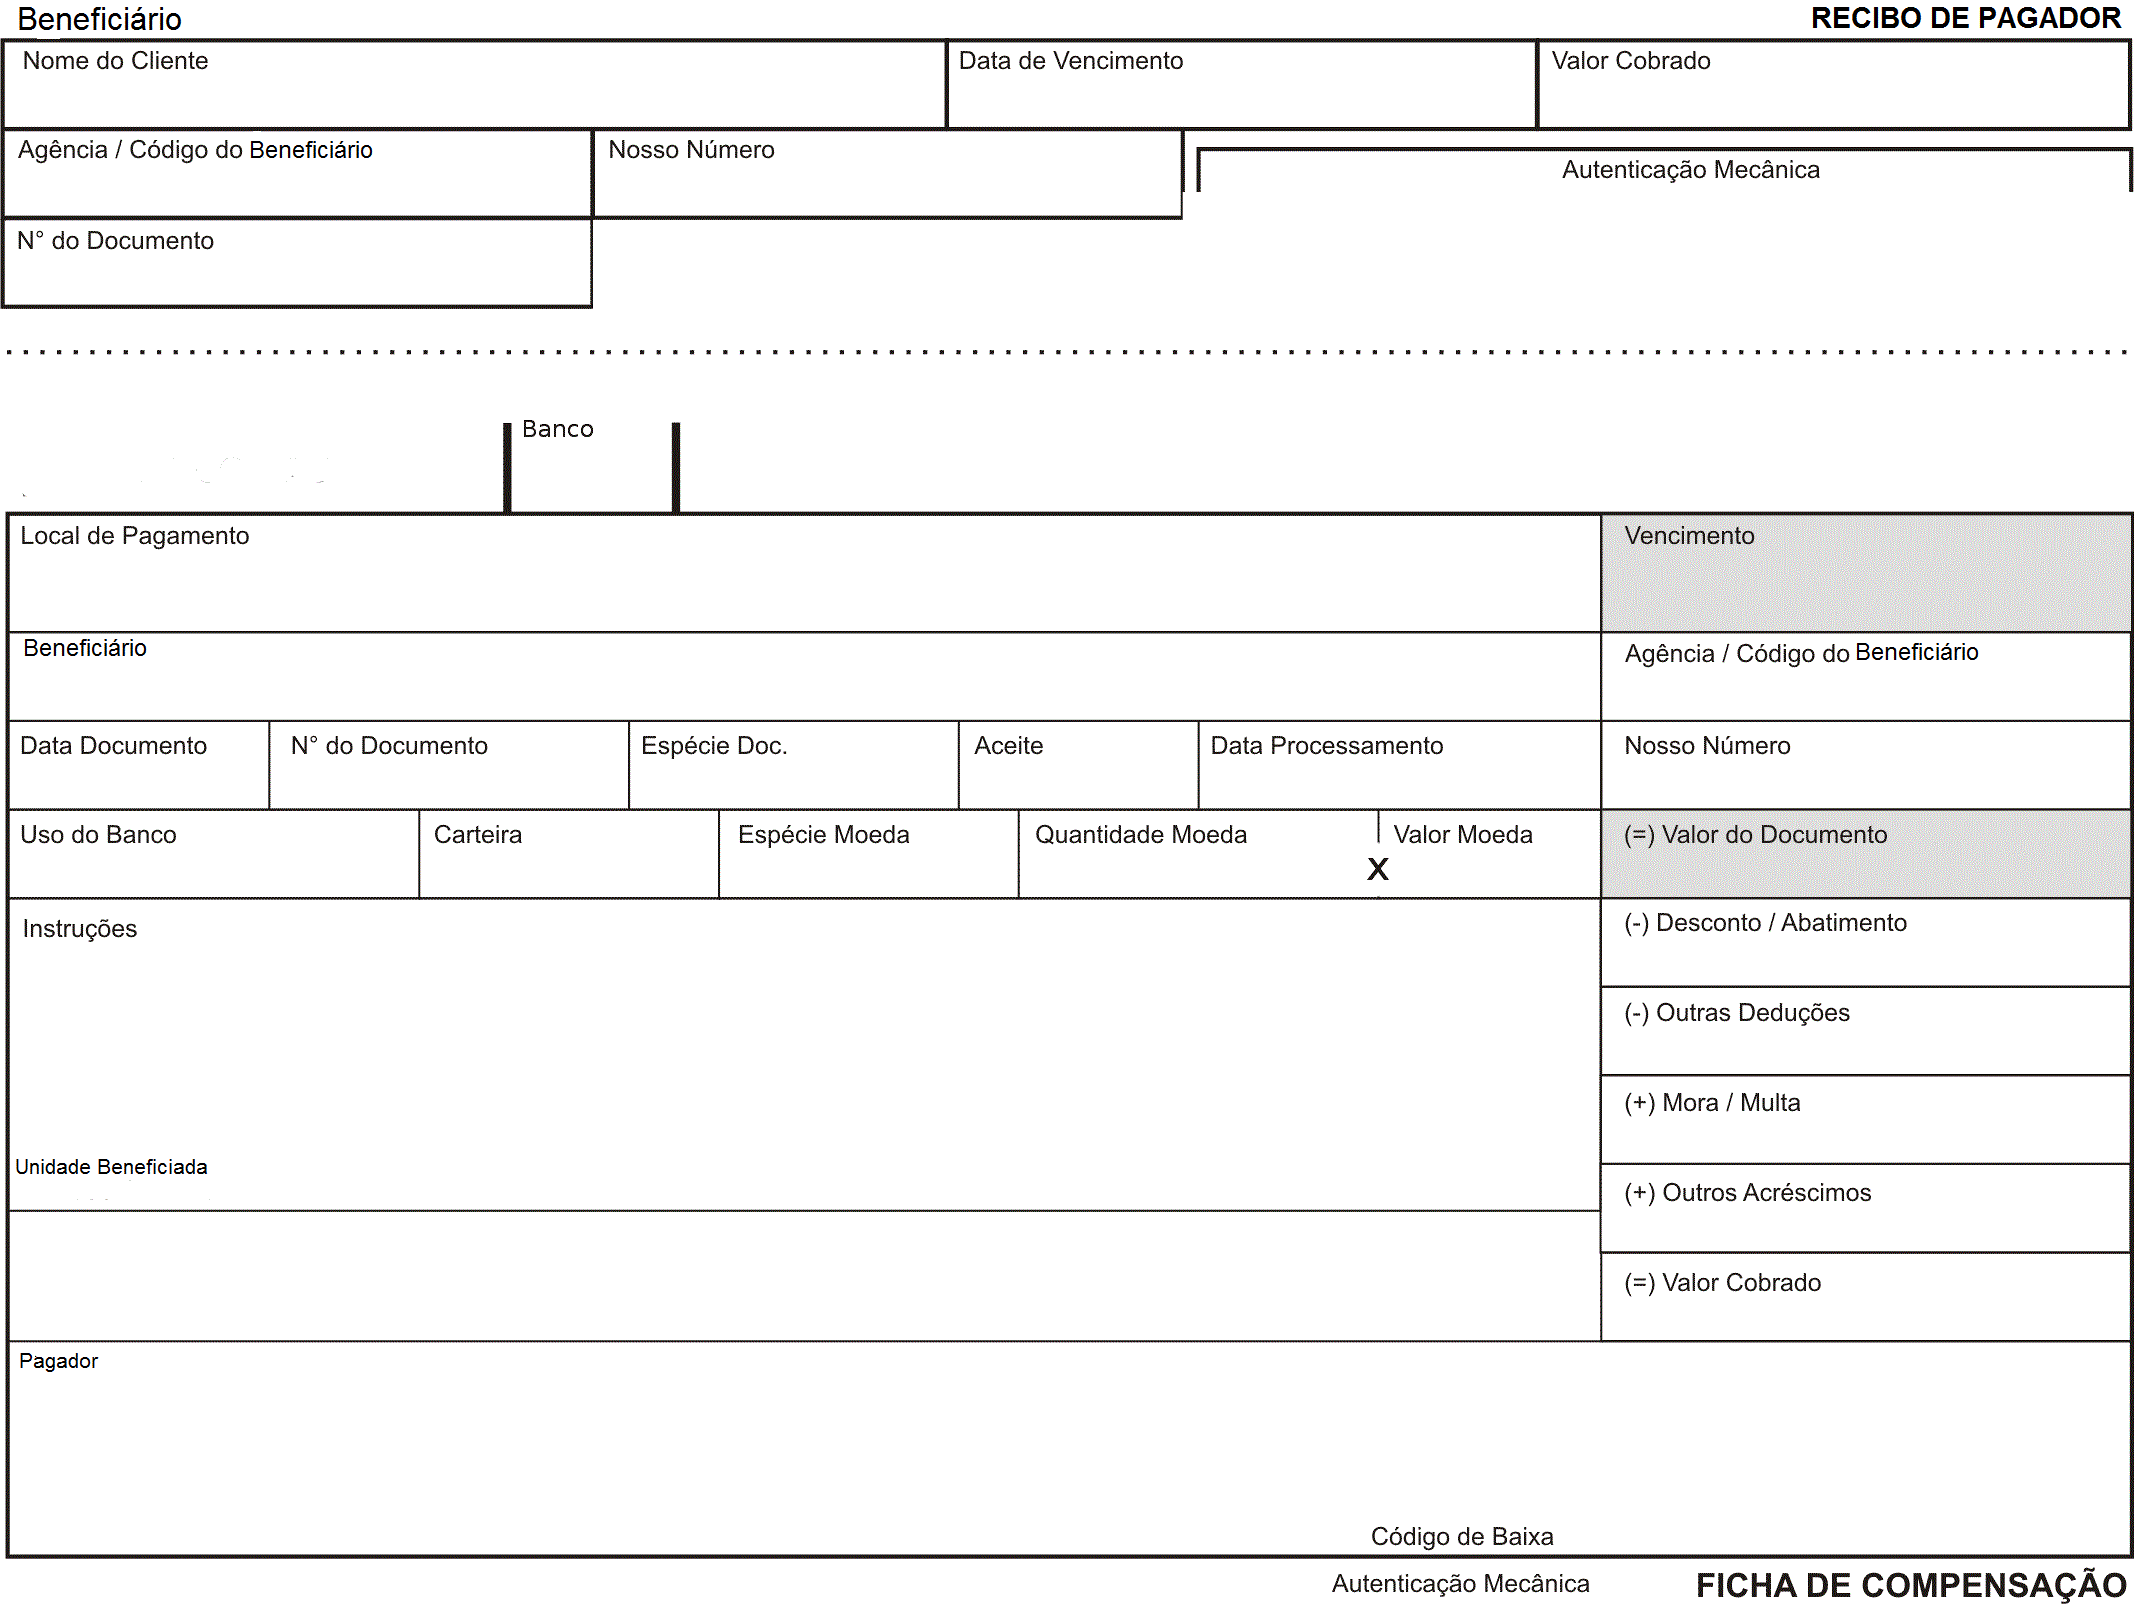 Beneficiário RECIBO DE PAGADOR
Nome do Cliente Data de Vencimento Valor Cobrado
Agência / Código do Beneficiário Nosso Número Autenticação Mecânica
N° do Documento
Banco
Local de Pagamento Vencimento
Beneficiário Agência / Código do Beneficiário
Data Documento N° do Documento Espécie Doc. Aceite Data Processamento Nosso Número
Uso do Banco Carteira Espécie Moeda Quantidade Moeda X Valor Moeda (=) Valor do Documento
Instruções (-) Desconto / Abatimento
(-) Outras Deduções
(+) Mora / Multa
Unidade Beneficiada
(+) Outros Acréscimos
(=) Valor Cobrado
Pagador
Código de Baixa
Autenticação Mecânica FICHA DE COMPENSAÇÃO